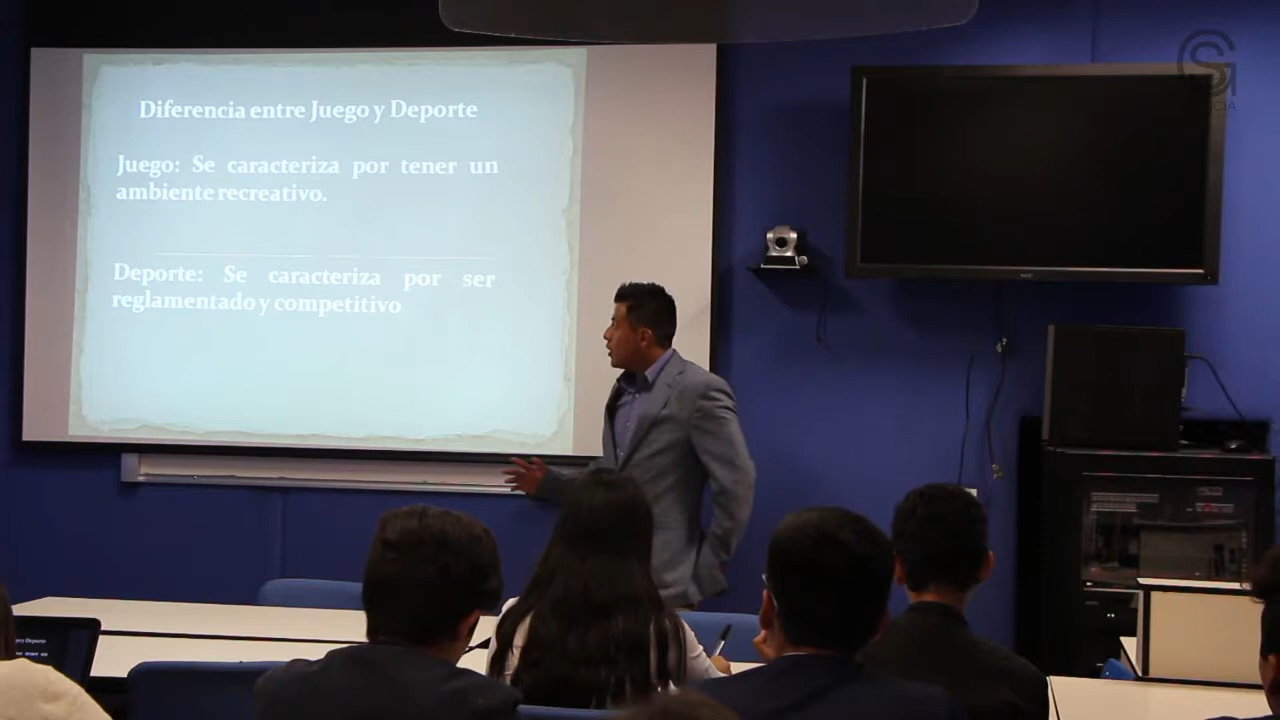 Diferencia entre Juego y Deporte
Juego: Se caracteriza por tener un
ambiente recreativo.
Deporte: Se caracteriza por ser
reglamentado y competitivo